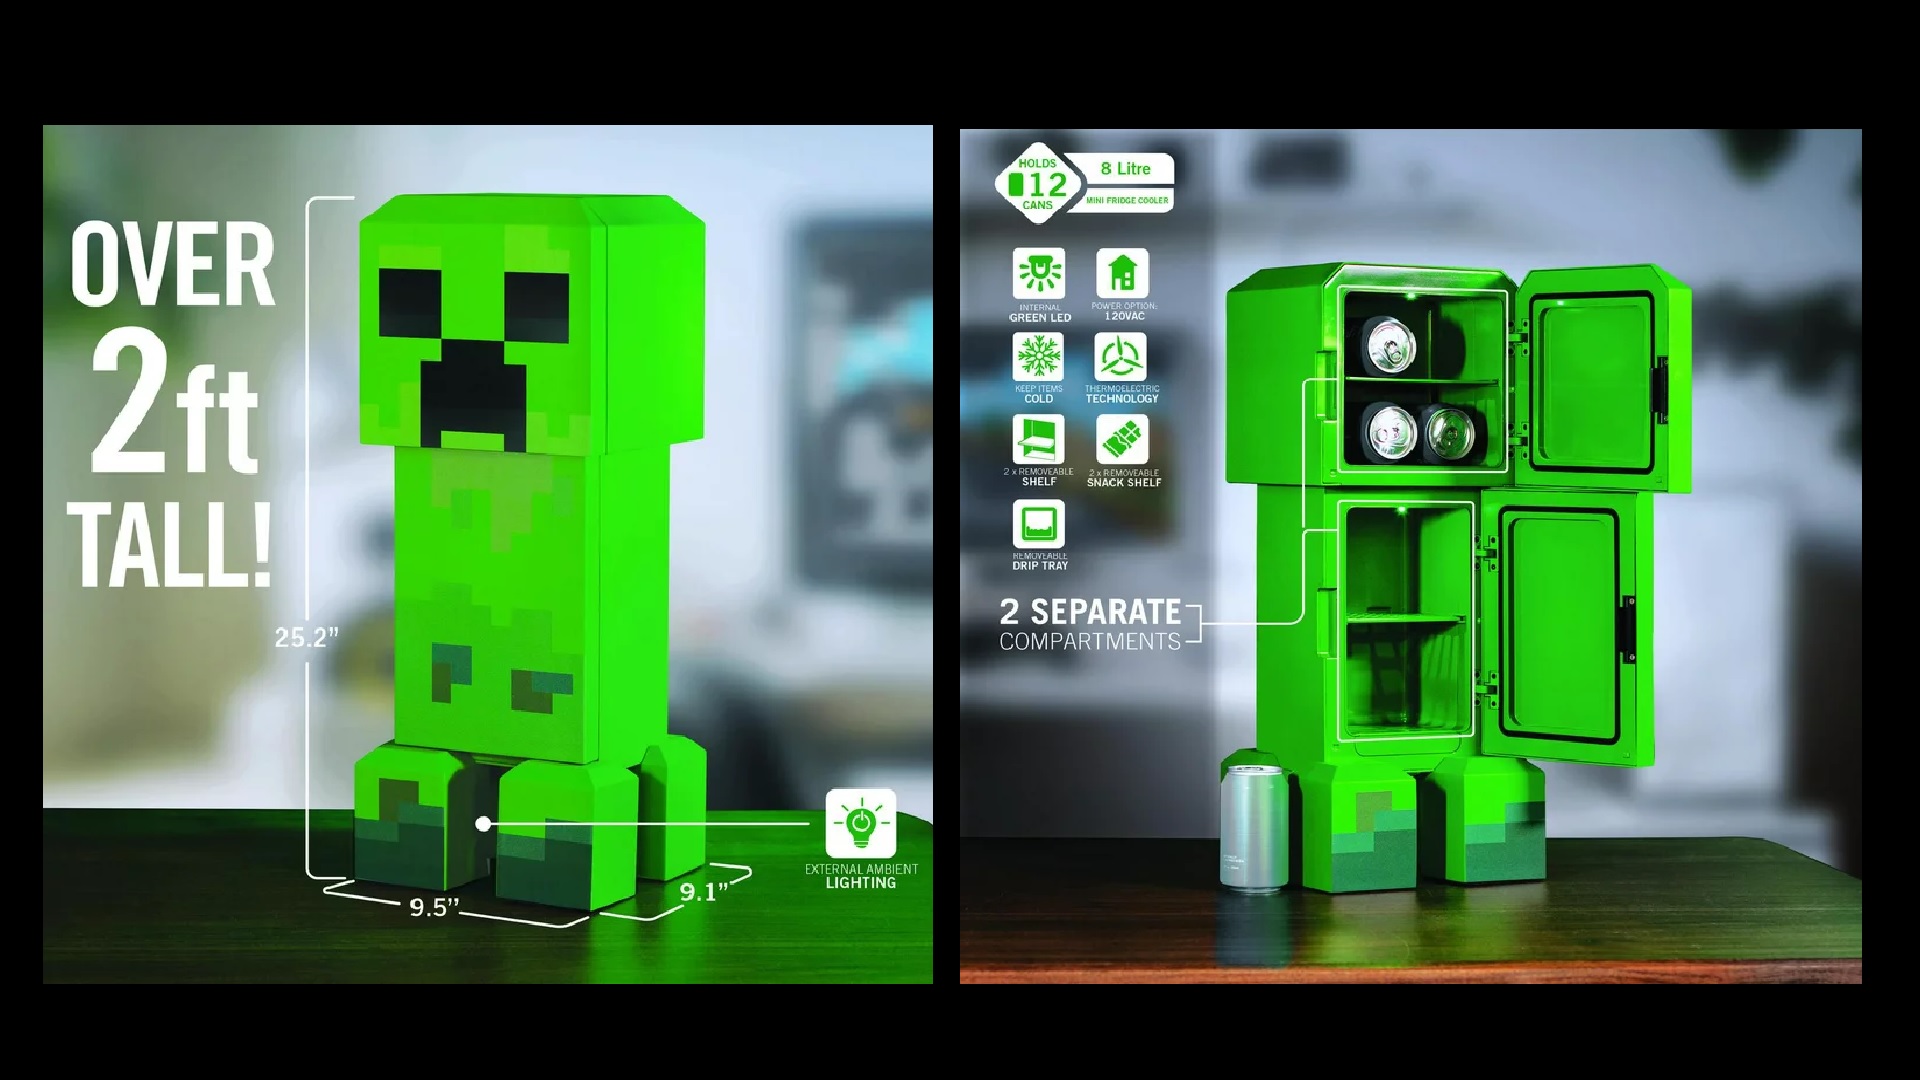 OVER
2ft
TALL!
25.2”
9.5”
9.1”
EXTERNAL AMBIENT
LIGHTING
HOLDS
12
CANS
8 Litre
MINI FRIDGE COOLER
INTERNAL
GREEN LED
POWER OPTION:
120VAC
KEEP ITEMS
COLD
THERMOELECTRIC
TECHNOLOGY
2 x REMOVEABLE
SHELF
2 x REMOVEABLE
SNACK SHELF
REMOVEABLE
DRIP TRAY
2 SEPARATE
COMPARTMENTS